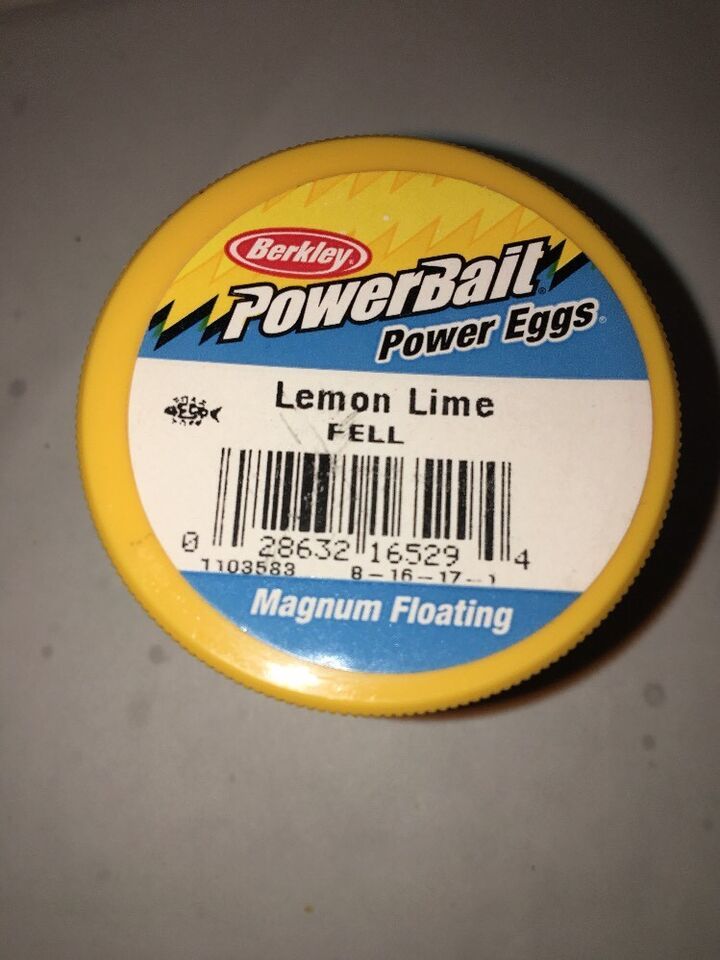 Berkley
PowerBait
Power Eggs
Lemon Lime
FELL
0 28632 16529 4
1103583 8-16-17-1
Magnum Floating